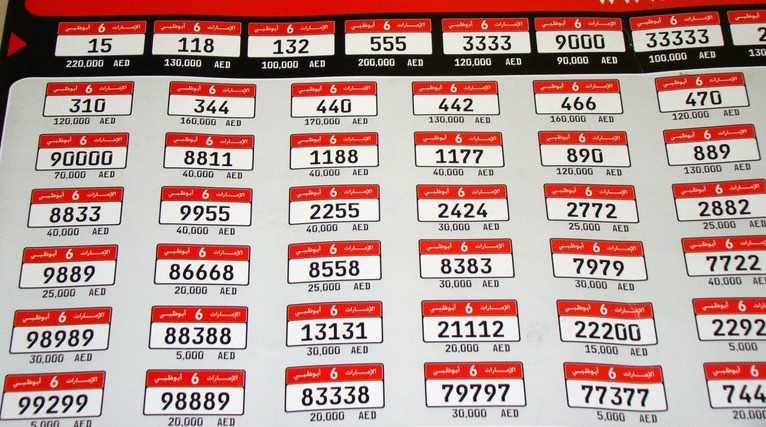 الإمارات 6 أبوظبي
15
220,000 AED
الإمارات 6 أبوظبي
118
130,000 AED
الإمارات 6 أبوظبي
132
100,000 AED
الإمارات 6 أبوظبي
555
200,000 AED
الإمارات 6 أبوظبي
3333
120,000 AED
الإمارات 6 أبوظبي
9000
90,000 AED
الإمارات 6 أبوظبي
33333
100,000 AED
الإمارات 6 أبوظبي
310
120,000 AED
الإمارات 6 أبوظبي
344
160,000 AED
الإمارات 6 أبوظبي
440
170,000 AED
الإمارات 6 أبوظبي
442
130,000 AED
الإمارات 6 أبوظبي
466
160,000 AED
الإمارات 6 أبوظبي
470
120,000 AED
الإمارات 6 أبوظبي
90000
70,000 AED
الإمارات 6 أبوظبي
8811
40,000 AED
الإمارات 6 أبوظبي
1188
40,000 AED
الإمارات 6 أبوظبي
1177
40,000 AED
الإمارات 6 أبوظبي
890
120,000 AED
الإمارات 6 أبوظبي
889
130,000 AED
الإمارات 6 أبوظبي
8833
40,000 AED
الإمارات 6 أبوظبي
9955
40,000 AED
الإمارات 6 أبوظبي
2255
40,000 AED
الإمارات 6 أبوظبي
2424
30,000 AED
الإمارات 6 أبوظبي
2772
25,000 AED
الإمارات 6 أبوظبي
2882
25,000 AED
الإمارات 6 أبوظبي
9889
25,000 AED
الإمارات 6 أبوظبي
86668
20,000 AED
الإمارات 6 أبوظبي
8558
25,000 AED
الإمارات 6 أبوظبي
8383
30,000 AED
الإمارات 6 أبوظبي
7979
30,000 AED
الإمارات 6 أبوظبي
7722
40,000 AED
الإمارات 6 أبوظبي
98989
30,000 AED
الإمارات 6 أبوظبي
88388
5,000 AED
الإمارات 6 أبوظبي
13131
30,000 AED
الإمارات 6 أبوظبي
21112
20,000 AED
الإمارات 6 أبوظبي
22200
15,000 AED
6 أبوظبي
2292
5,000
الإمارات 6 أبوظبي
99299
5,000 AED
الإمارات 6 أبوظبي
98889
20,000 AED
الإمارات 6 أبوظبي
83338
20,000 AED
الإمارات 6 أبوظبي
79797
30,000 AED
الإمارات 6 أبوظبي
77377
5,000 AED
6 أبوظبي
744
20,000